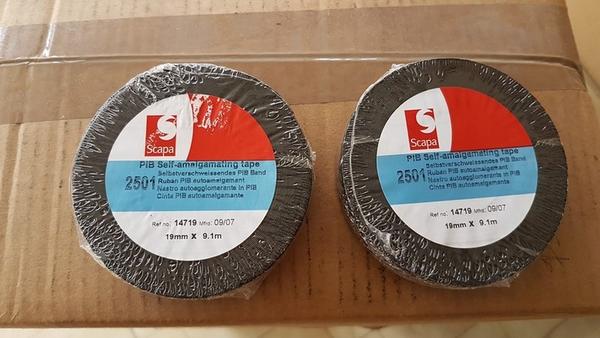 Scapa
PIB Self-amalgamating tape
2501
Selbstverschweissendes PIB Band
Ruban PIB autoamalgamant
Nastro autoagglomerante in PIB
Cinta PIB autoamalgamante
Ref no. 14719 Mfrd: 09/07
19mm X 9.1m
Scapa
PIB Self-amalgamating tape
2501
Selbstverschweissendes PIB Band
Ruban PIB autoamalgamant
Nastro autoagglomerante in PIB
Cinta PIB autoamalgamante
Ref no. 14719 Mfrd: 09/07
19mm X 9.1m